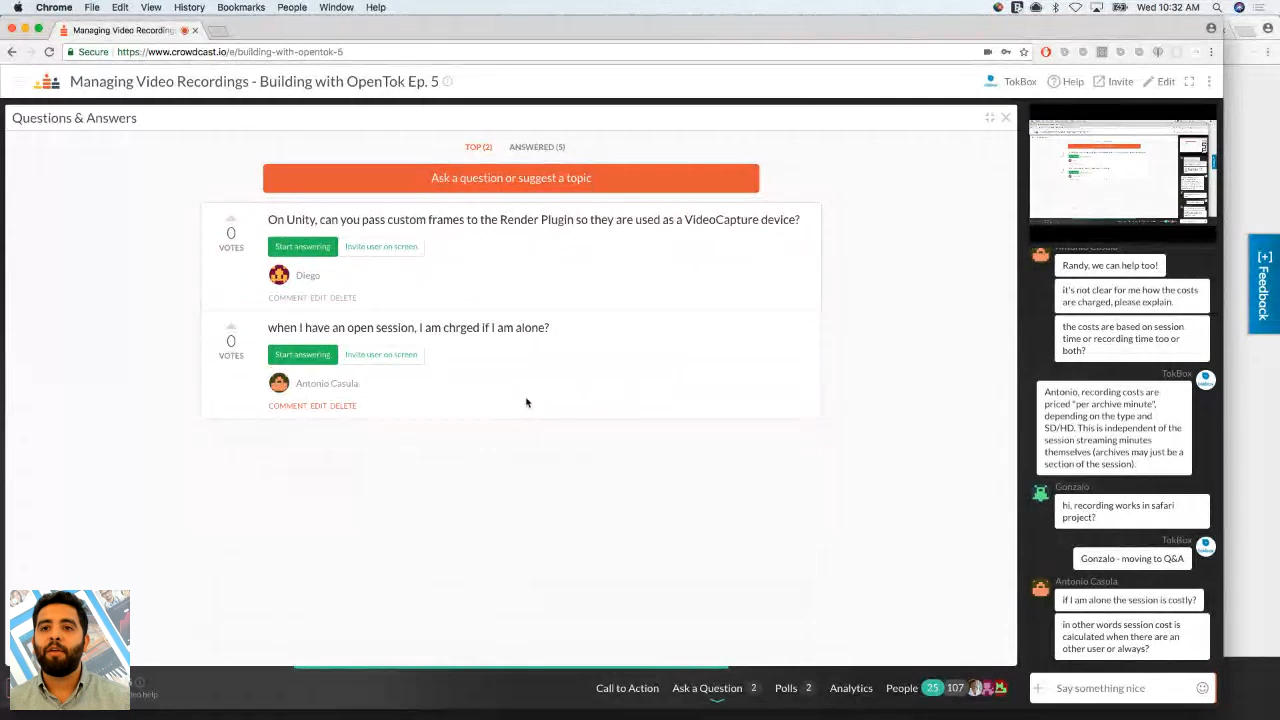 Chrome File Edit View History Bookmarks People Window Help Wed 10:32 AM
Managing Video Recording
Secure https://www.crowdcast.io/e/building-with-opentok-5
Managing Video Recordings - Building with OpenTok Ep. 5 TokBox Help Invite Edit
Questions & Answers
TOP (2) ANSWERED (5)
Ask a question or suggest a topic
0
VOTES
On Unity, can you pass custom frames to the Render Plugin so they are used as a VideoCapture device?
Start answering Invite user on screen
Diego
COMMENT EDIT DELETE
0
VOTES
when I have an open session, I am chrged if I am alone?
Start answering Invite user on screen
Antonio Casula
COMMENT EDIT DELETE
Antonio Casula
Randy, we can help too!
it's not clear for me how the costs
are charged, please explain.
the costs are based on session
time or recording time too or
both?
TokBox
Antonio, recording costs are
priced "per archive minute",
depending on the type and
SD/HD. This is independent of the
session streaming minutes
themselves (archives may just be a
section of the session).
Gonzalo
hi, recording works in safari
project?
TokBox
Gonzalo - moving to Q&A
Antonio Casula
if I am alone the session is costly?
in other words session cost is
calculated when there are an
other user or always?
[+] Feedback
help
Call to Action Ask a Question 2 Polls 2 Analytics People 25 107
Say something nice